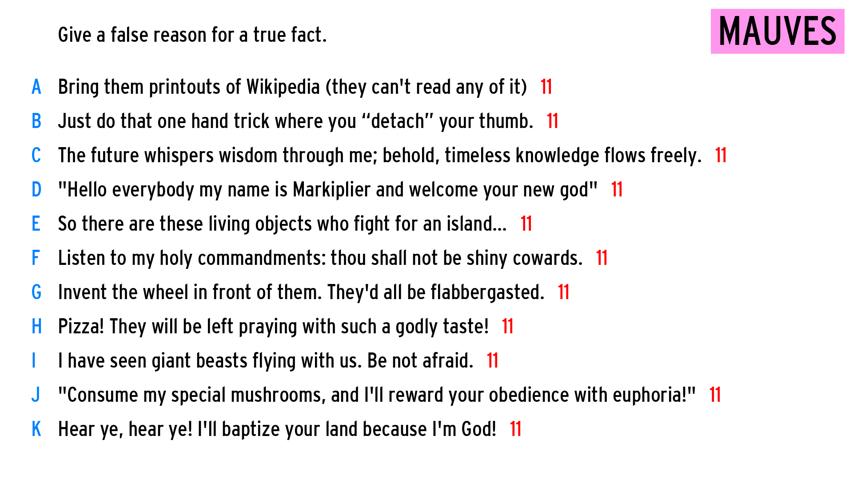 Give a false reason for a true fact.
MAUVES
A Bring them printouts of Wikipedia (they can't read any of it) 11
B Just do that one hand trick where you “detach” your thumb. 11
C The future whispers wisdom through me; behold, timeless knowledge flows freely. 11
D "Hello everybody my name is Markiplier and welcome your new god" 11
E So there are these living objects who fight for an island... 11
F Listen to my holy commandments: thou shall not be shiny cowards. 11
G Invent the wheel in front of them. They'd all be flabbergasted. 11
H Pizza! They will be left praying with such a godly taste! 11
I I have seen giant beasts flying with us. Be not afraid. 11
J "Consume my special mushrooms, and I'll reward your obedience with euphoria!" 11
K Hear ye, hear ye! I'll baptize your land because I'm God! 11